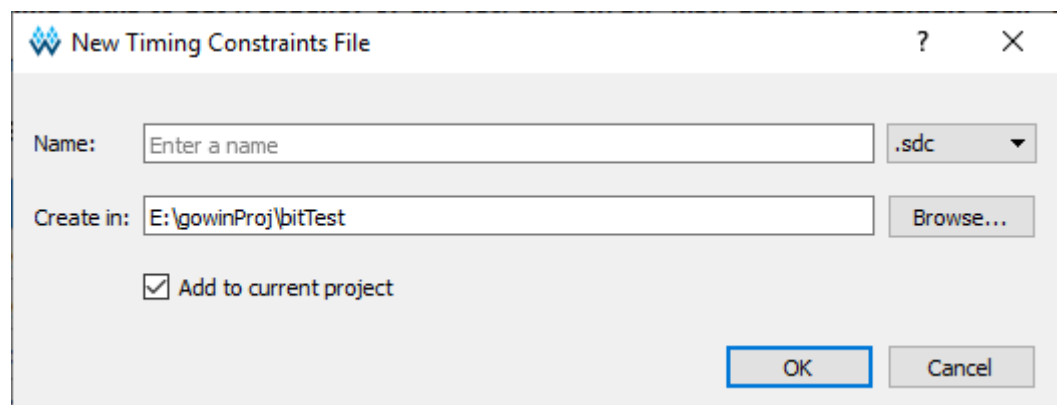 New Timing Constraints File
?
Name:
Enter a name
.sdc
Create in:
E:\gowinProj\bitTest
Browse...
Add to current project
OK
Cancel